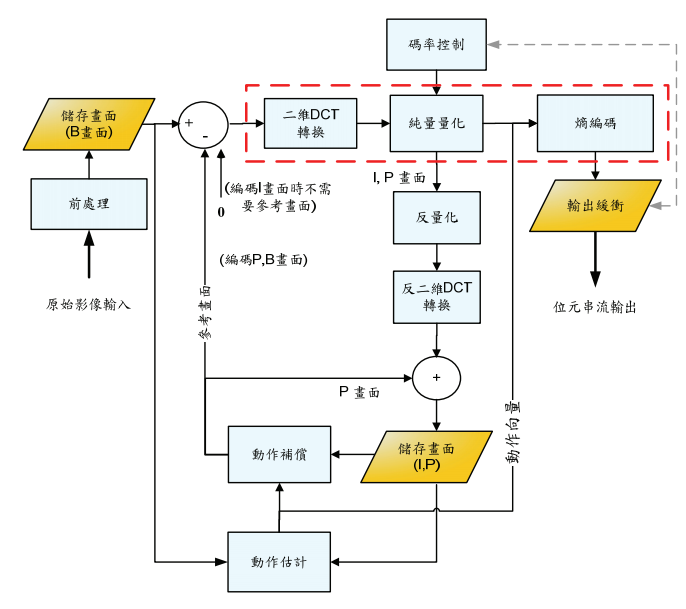 碼率控制
儲存畫面
(B畫面)
+
-
二維DCT
轉換
純量量化
熵編碼
前處理
(編碼I畫面時不需
要參考畫面)
0
I, P 畫面
輸出緩衝
反量化
(編碼P,B畫面)
原始影像輸入
參考畫面
反二維DCT
轉換
位元串流輸出
+
P 畫面
動作補償
儲存畫面
(I,P)
動作向量
動作估計